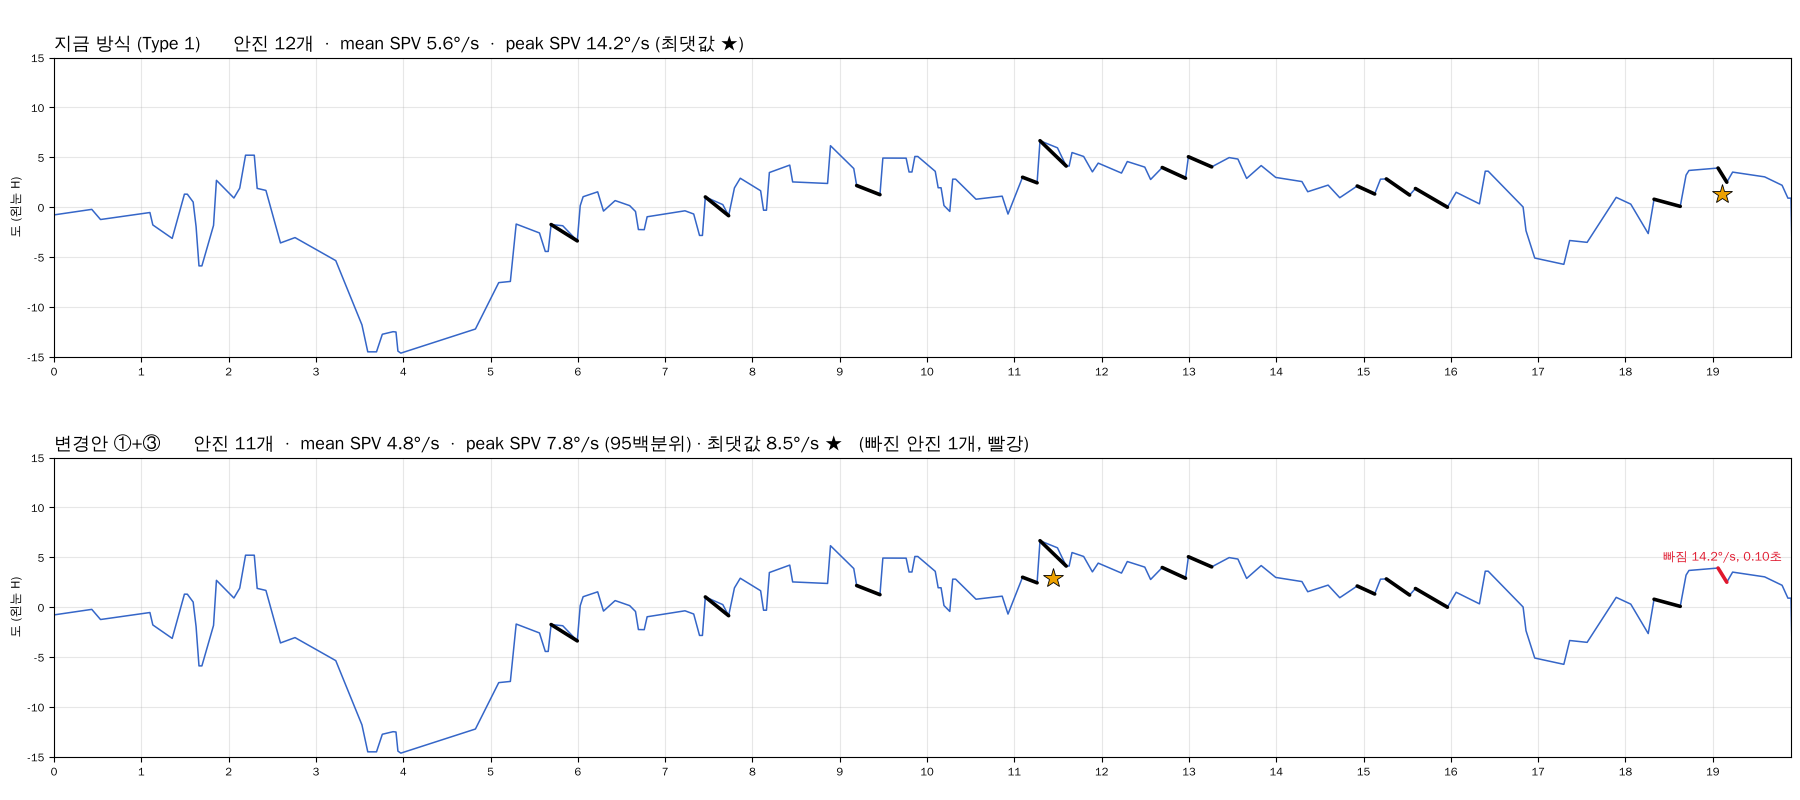 지금 방식 (Type 1)  안진 12개 · mean SPV 5.6°/s · peak SPV 14.2°/s (최댓값 ★)
15
10
5
0
-5
-10
-15
도 (왼눈 H)
0 1 2 3 4 5 6 7 8 9 10 11 12 13 14 15 16 17 18 19
변경안 ①+③  안진 11개 · mean SPV 4.8°/s · peak SPV 7.8°/s (95백분위) · 최댓값 8.5°/s ★ (빠진 안진 1개, 빨강)
15
10
5
0
-5
-10
-15
도 (왼눈 H)
빠짐 14.2°/s, 0.10초
0 1 2 3 4 5 6 7 8 9 10 11 12 13 14 15 16 17 18 19